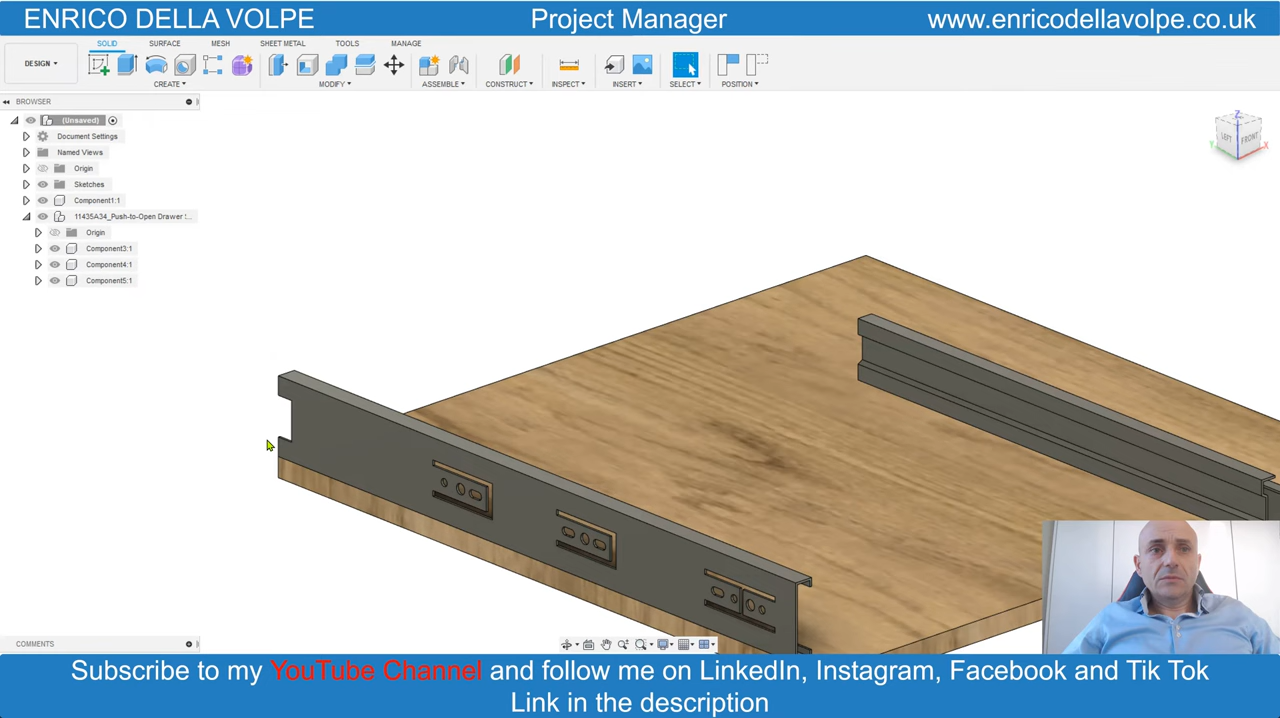 ENRICO DELLA VOLPE
Project Manager
www.enricodellavolpe.co.uk
SOLID
SURFACE
MESH
SHEET METAL
TOOLS
MANAGE
DESIGN
CREATE
MODIFY
ASSEMBLE
CONSTRUCT
INSPECT
INSERT
SELECT
POSITION
BROWSER
(Unsaved)
Document Settings
Named Views
Origin
Sketches
Component1:1
11435A34_Push-to-Open Drawer S...
Origin
Component3:1
Component4:1
Component5:1
Z
LEFT
FRONT
Y
X
COMMENTS
Subscribe to my YouTube Channel and follow me on LinkedIn, Instagram, Facebook and Tik Tok
Link in the description